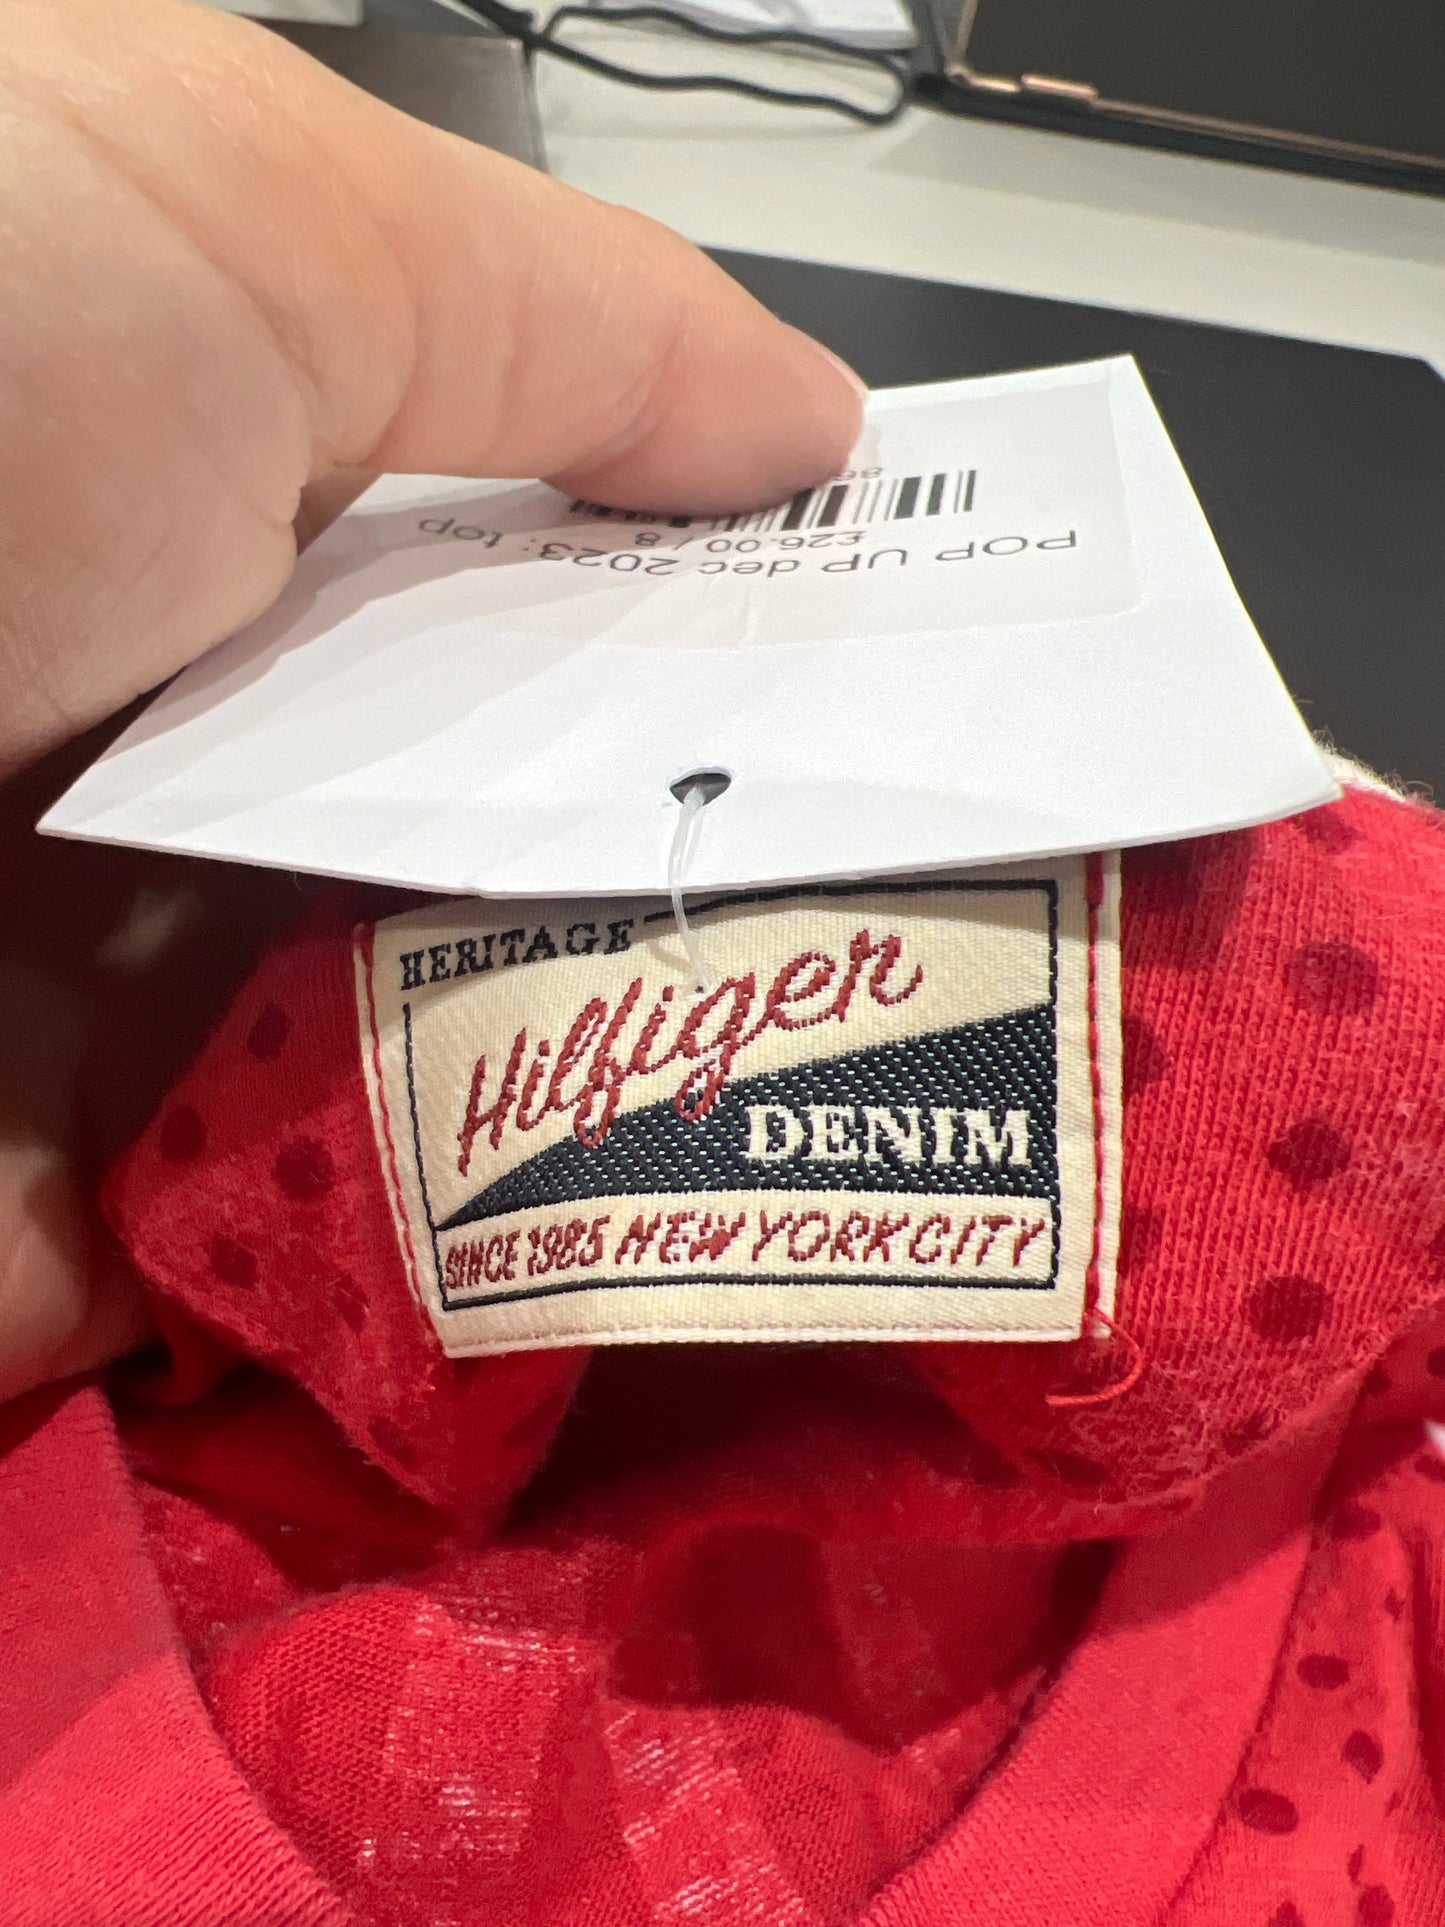 POP UP dec 2023: top
£26.00 / 8
HERITAGE
Hilfiger
DENIM
SINCE 1985 NEW YORK CITY